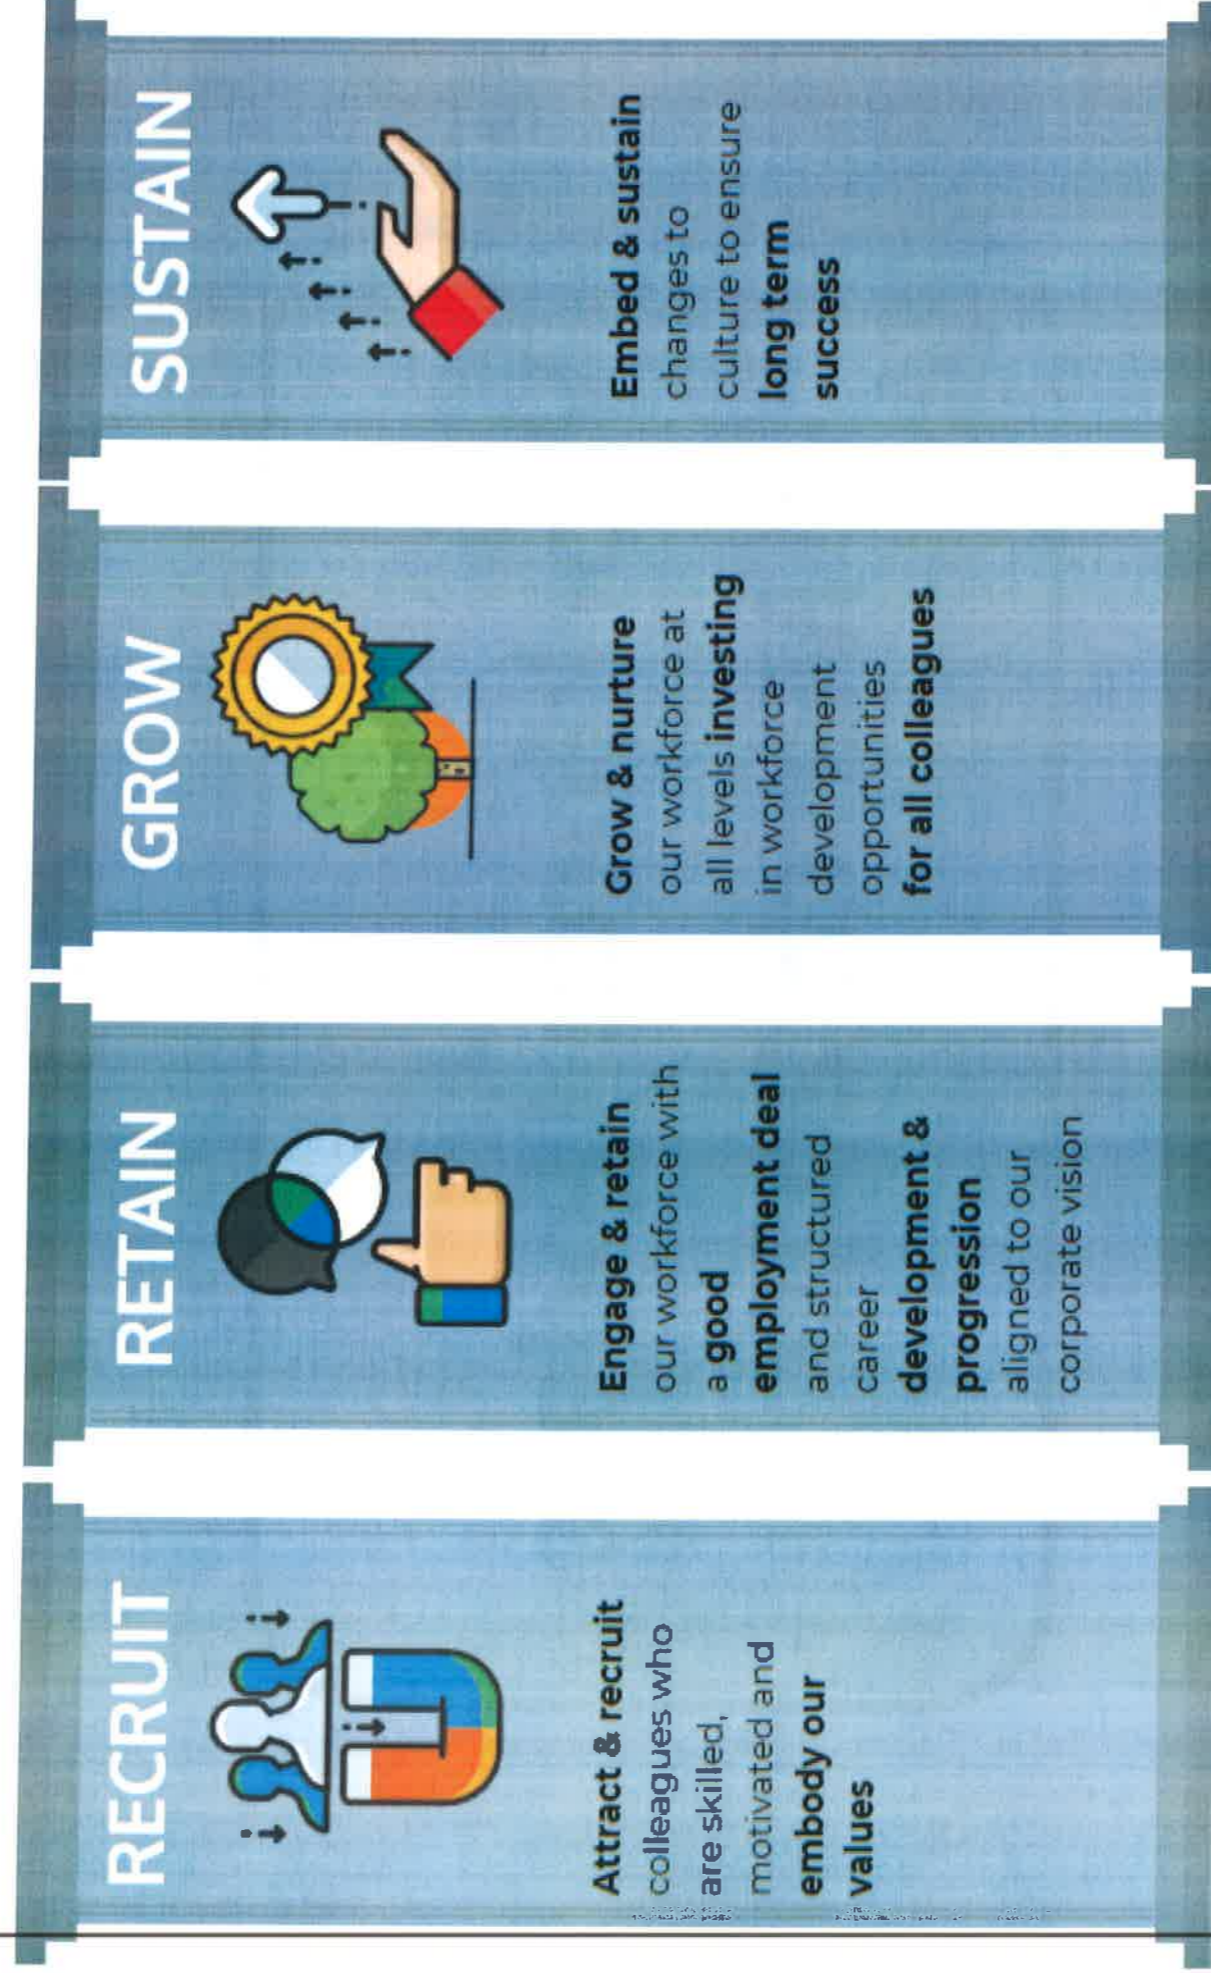 RECRUIT
Attract & recruit
colleagues who
are skilled,
motivated and
embody our
values
RETAIN
Engage & retain
our workforce with
a good
employment deal
and structured
career
development &
progression
aligned to our
corporate vision
GROW
Grow & nurture
our workforce at
all levels investing
in workforce
development
opportunities
for all colleagues
SUSTAIN
Embed & sustain
changes to
culture to ensure
long term
success